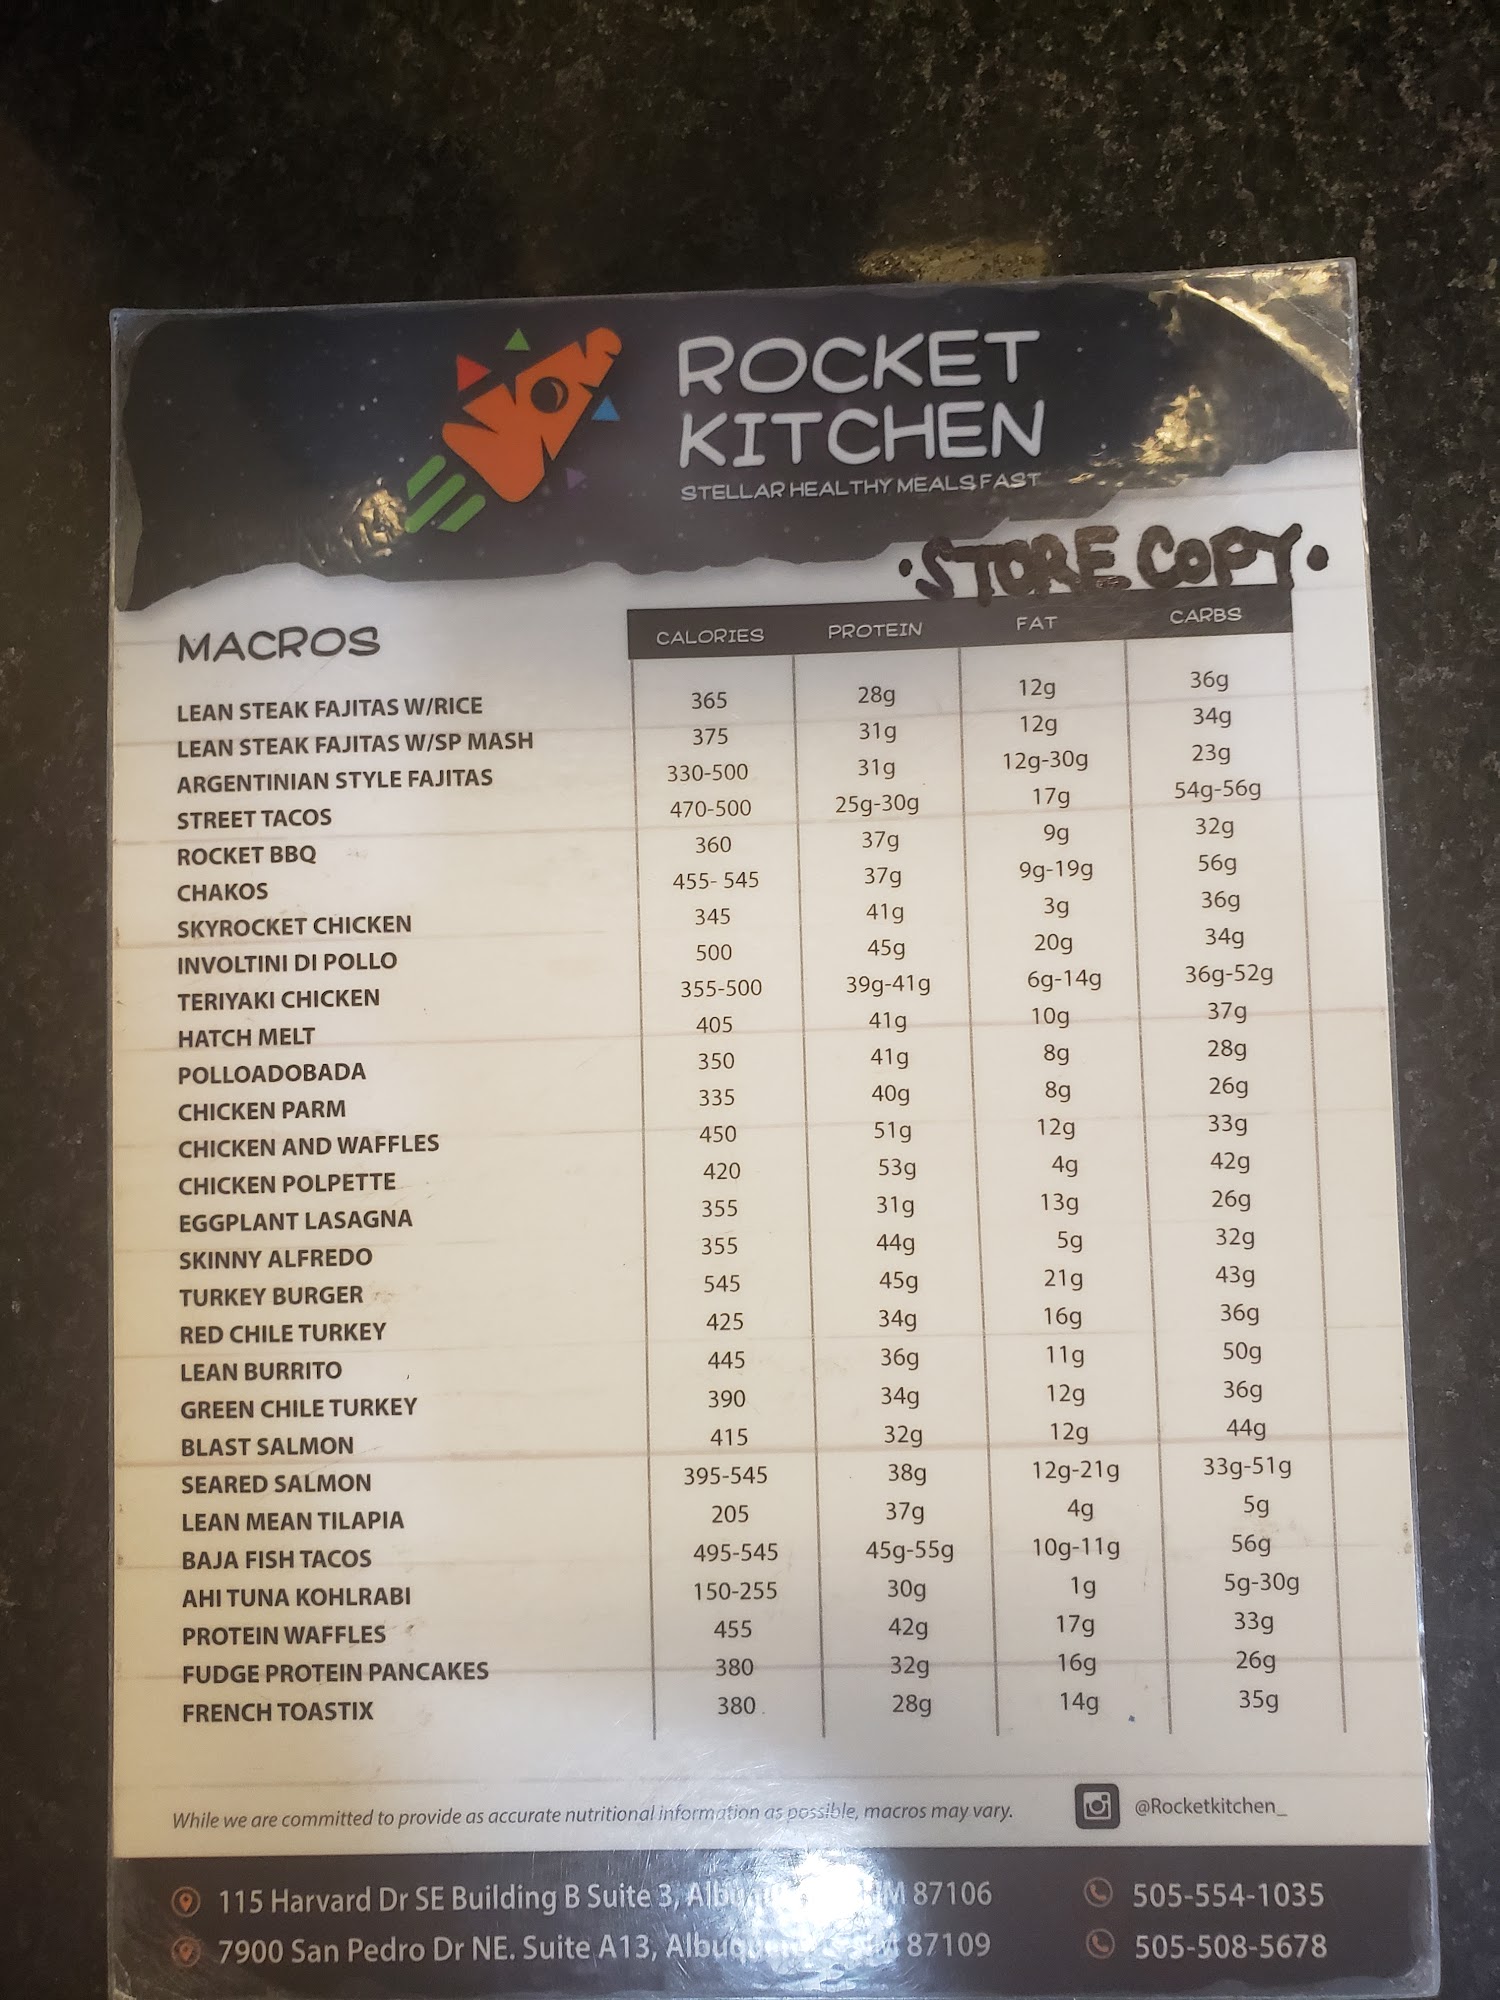 ROCKET
KITCHEN
STELLAR HEALTHY MEALS FAST
·STORE COPY·
MACROS CALORIES PROTEIN FAT CARBS
LEAN STEAK FAJITAS W/RICE 365 28g 12g 36g
LEAN STEAK FAJITAS W/SP MASH 375 31g 12g 34g
ARGENTINIAN STYLE FAJITAS 330-500 31g 12g-30g 23g
STREET TACOS 470-500 25g-30g 17g 54g-56g
ROCKET BBQ 360 37g 9g 32g
CHAKOS 455- 545 37g 9g-19g 56g
SKYROCKET CHICKEN 345 41g 3g 36g
INVOLTINI DI POLLO 500 45g 20g 34g
TERIYAKI CHICKEN 355-500 39g-41g 6g-14g 36g-52g
HATCH MELT 405 41g 10g 37g
POLLOADOBADA 350 41g 8g 28g
CHICKEN PARM 335 40g 8g 26g
CHICKEN AND WAFFLES 450 51g 12g 33g
CHICKEN POLPETTE 420 53g 4g 42g
EGGPLANT LASAGNA 355 31g 13g 26g
SKINNY ALFREDO 355 44g 5g 32g
TURKEY BURGER 545 45g 21g 43g
RED CHILE TURKEY 425 34g 16g 36g
LEAN BURRITO 445 36g 11g 50g
GREEN CHILE TURKEY 390 34g 12g 36g
BLAST SALMON 415 32g 12g 44g
SEARED SALMON 395-545 38g 12g-21g 33g-51g
LEAN MEAN TILAPIA 205 37g 4g 5g
BAJA FISH TACOS 495-545 45g-55g 10g-11g 56g
AHI TUNA KOHLRABI 150-255 30g 1g 5g-30g
PROTEIN WAFFLES 455 42g 17g 33g
FUDGE PROTEIN PANCAKES 380 32g 16g 26g
FRENCH TOASTIX 380 28g 14g 35g
While we are committed to provide as accurate nutritional information as possible, macros may vary. @Rocketkitchen_
115 Harvard Dr SE Building B Suite 3, 87106 505-554-1035
7900 San Pedro Dr NE. Suite A13, 87109 505-508-5678